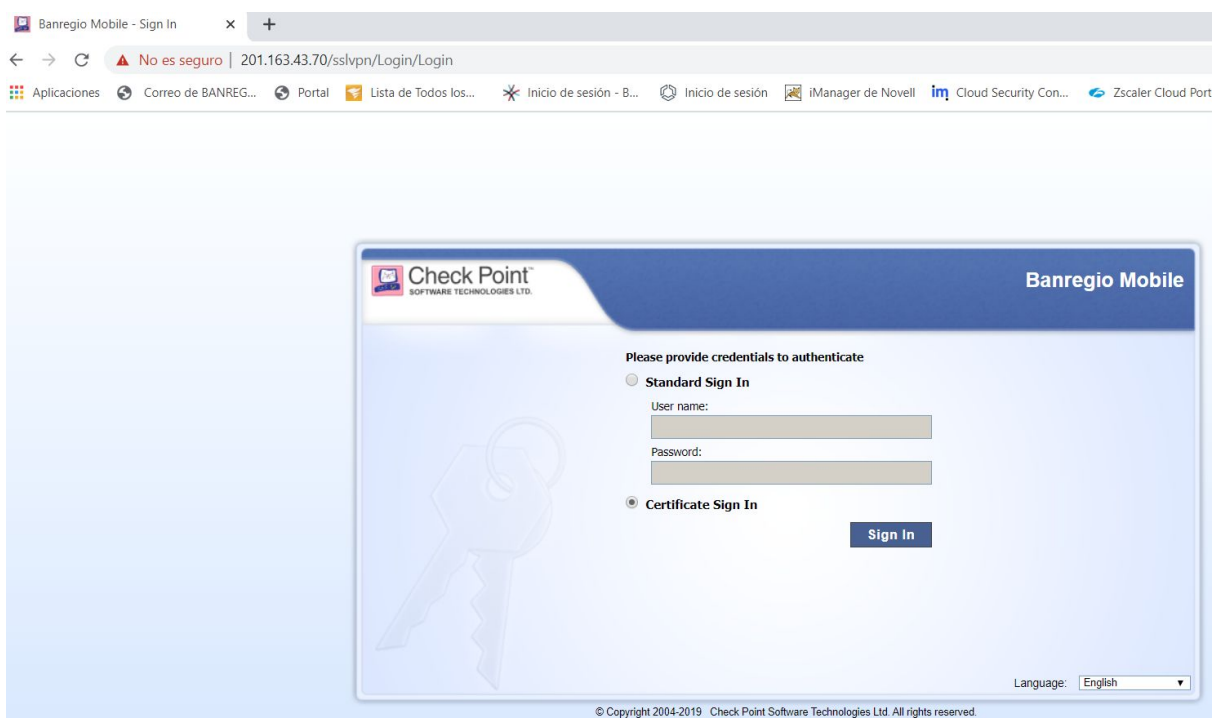 Banregio Mobile - Sign In
No es seguro | 201.163.43.70/sslvpn/Login/Login
Aplicaciones Correo de BANREG... Portal Lista de Todos los... Inicio de sesión - B... Inicio de sesión iManager de Novell im Cloud Security Con... Zscaler Cloud Port
Check Point™
SOFTWARE TECHNOLOGIES LTD.
Banregio Mobile
Please provide credentials to authenticate
Standard Sign In
User name:
Password:
Certificate Sign In
Sign In
Language: English
© Copyright 2004-2019 Check Point Software Technologies Ltd. All rights reserved.